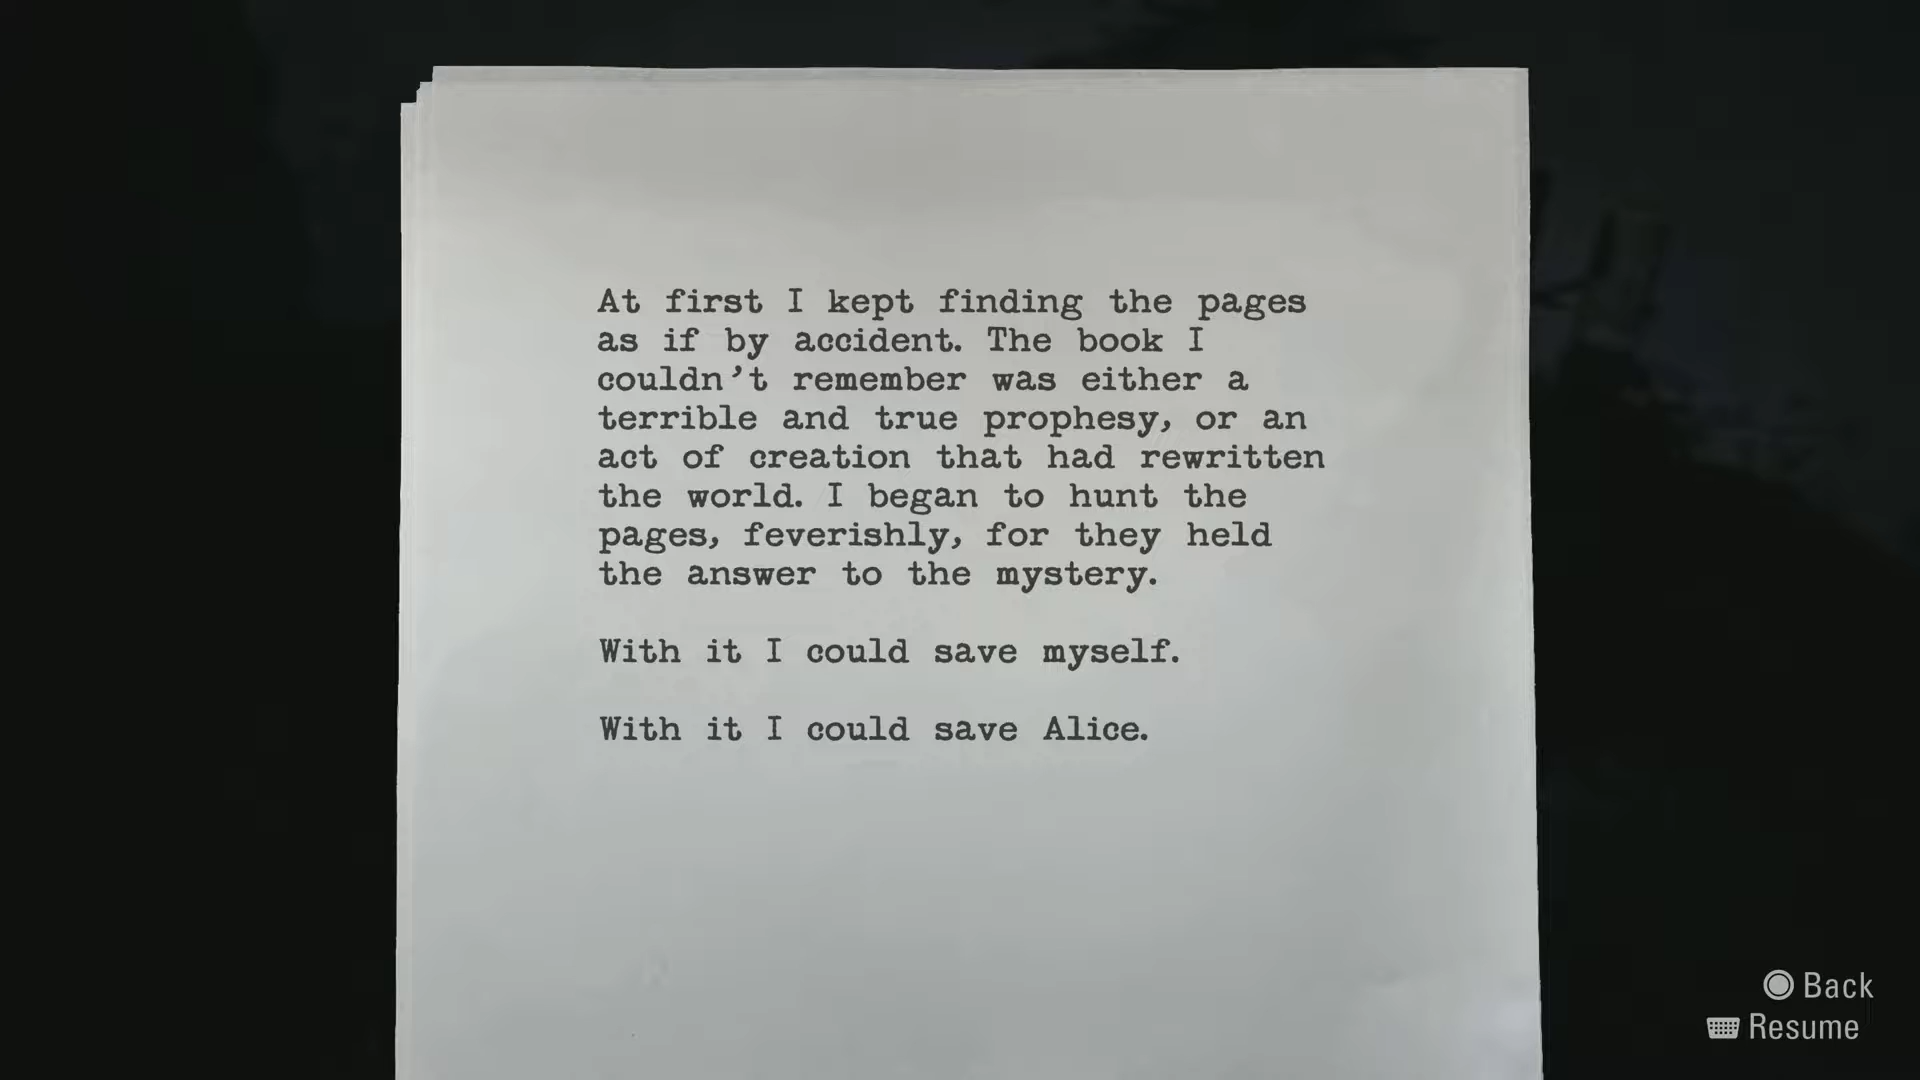 At first I kept finding the pages
as if by accident. The book I
couldn't remember was either a
terrible and true prophesy, or an
act of creation that had rewritten
the world. I began to hunt the
pages, feverishly, for they held
the answer to the mystery.
With it I could save myself.
With it I could save Alice.
Back
Resume